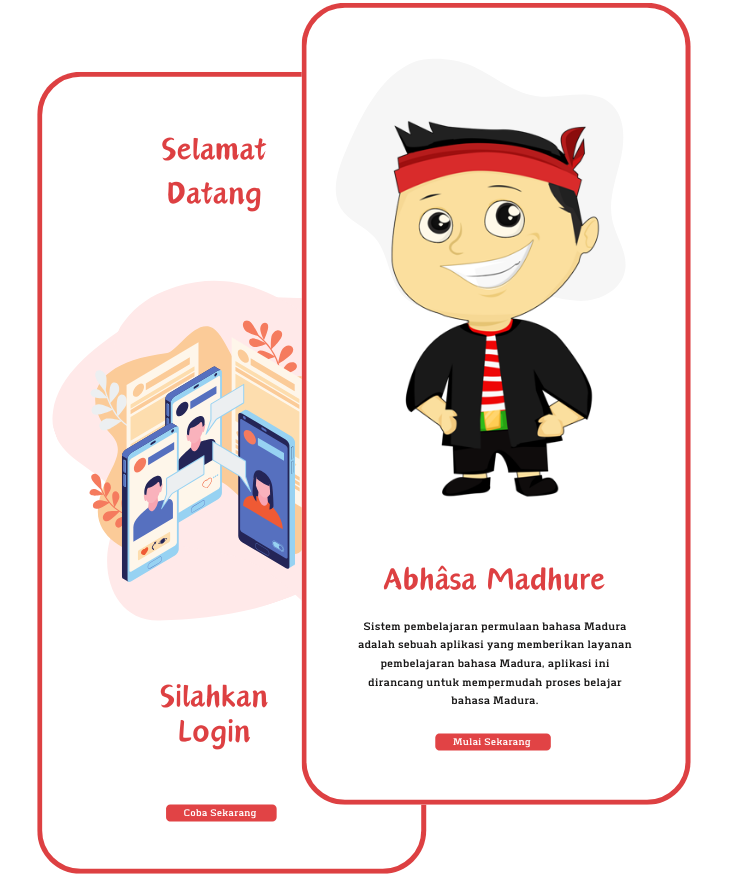 Selamat
Datang
Silahkan
Login
Coba Sekarang
Abhâsa Madhure
Sistem pembelajaran permulaan bahasa Madura
adalah sebuah aplikasi yang memberikan layanan
pembelajaran bahasa Madura, aplikasi ini
dirancang untuk mempermudah proses belajar
bahasa Madura.
Mulai Sekarang